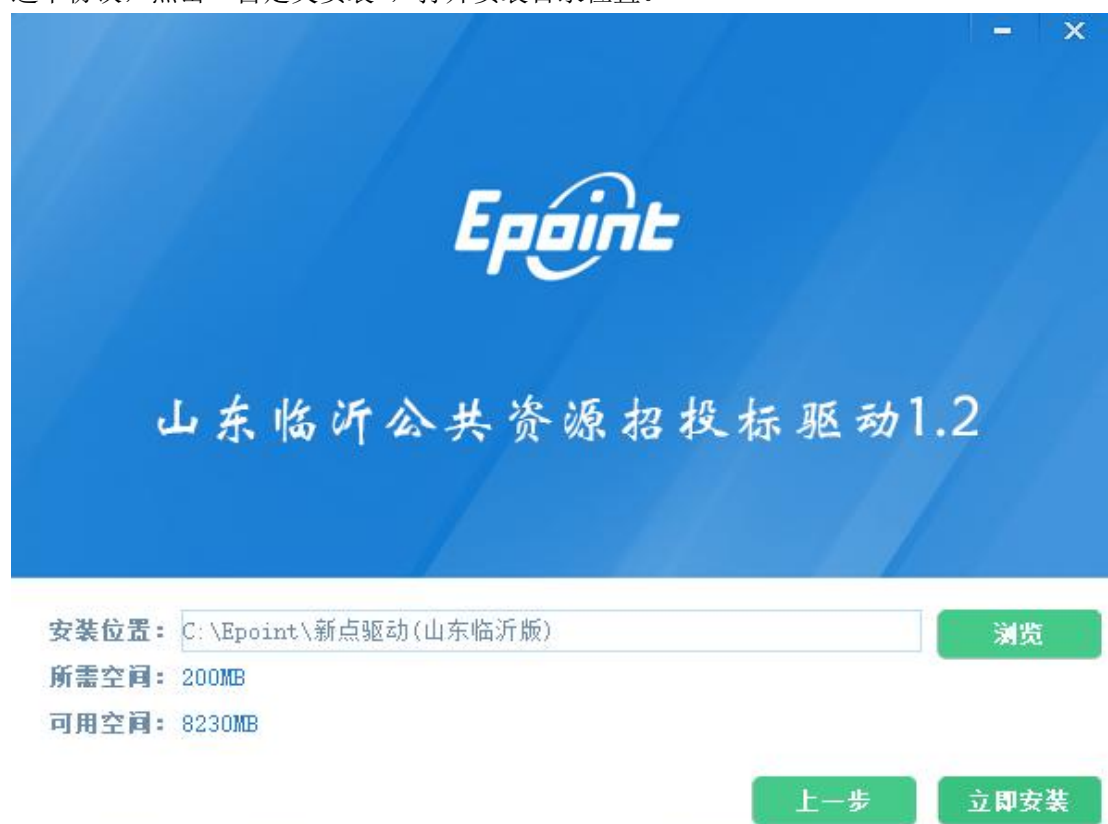 Epoint
山东临沂公共资源招投标驱动1.2
安装位置： C:\Epoint\新点驱动(山东临沂版) 浏览
所需空间： 200MB
可用空间： 8230MB
上一步 立即安装